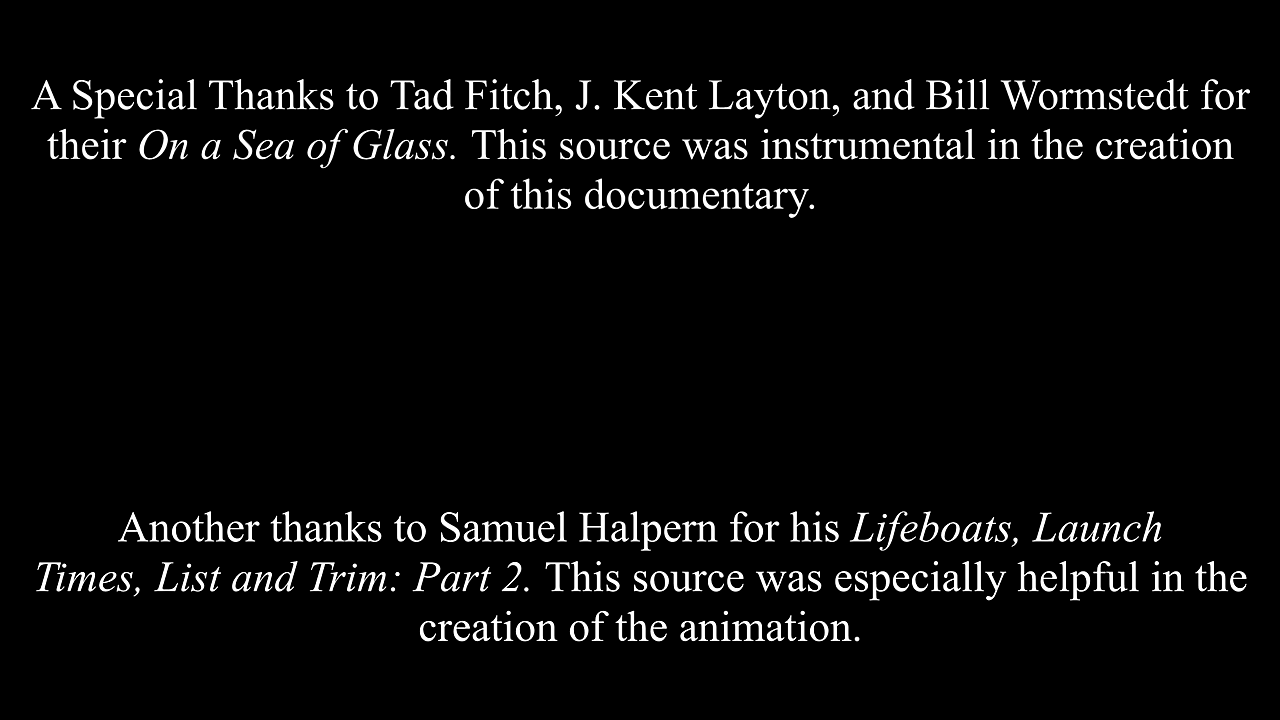 A Special Thanks to Tad Fitch, J. Kent Layton, and Bill Wormstedt for
their On a Sea of Glass. This source was instrumental in the creation
of this documentary.
Another thanks to Samuel Halpern for his Lifeboats, Launch
Times, List and Trim: Part 2. This source was especially helpful in the
creation of the animation.